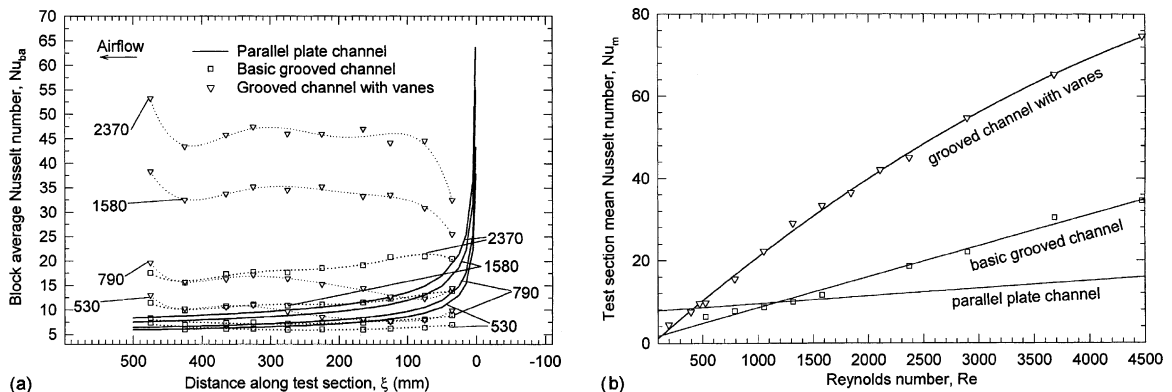 70
65
60
55
50
45
40
35
30
25
20
15
10
5
Block average Nusselt number, Nu_ba
Airflow
Parallel plate channel
Basic grooved channel
Grooved channel with vanes
2370
1580
790
530
2370
1580
790
530
500 400 300 200 100 0 -100
Distance along test section, ξ (mm)
(a)
80
60
40
20
0
Test section mean Nusselt number, Nu_m
grooved channel with vanes
basic grooved channel
parallel plate channel
500 1000 1500 2000 2500 3000 3500 4000 4500
Reynolds number, Re
(b)